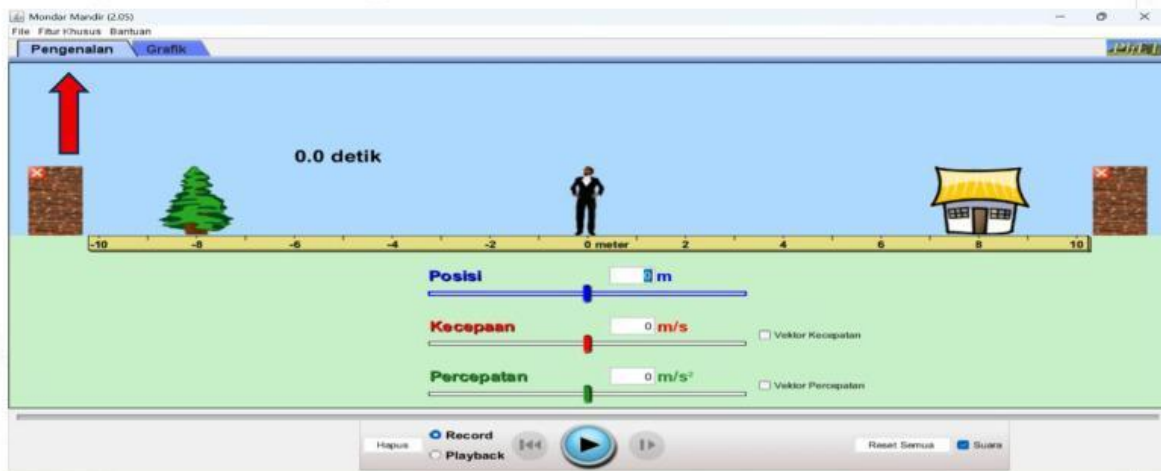 Mondar Mandir (2.05)
File Fitur Khusus Bantuan
Pengenalan Grafik
0.0 detik
-10 -8 -6 -4 -2 0 meter 2 4 6 8 10
Posisi 0 m
Kecepaan 0 m/s
Vektor Kecepatan
Percepatan 0 m/s²
Vektor Percepatan
Hapus
Record
Playback
Reset Semua
Suara